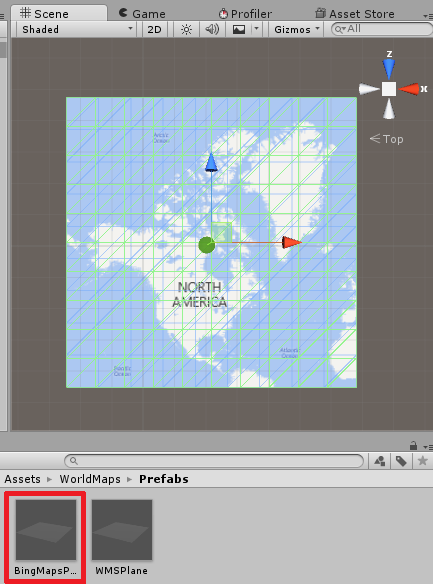 Scene Game Profiler Asset Store
Shaded 2D Gizmos All
z
x
Top
Arctic
Ocean
NORTH
AMERICA
Atlantic
Ocean
Pacific
Ocean
Assets WorldMaps Prefabs
BingMapsP... WMSPlane